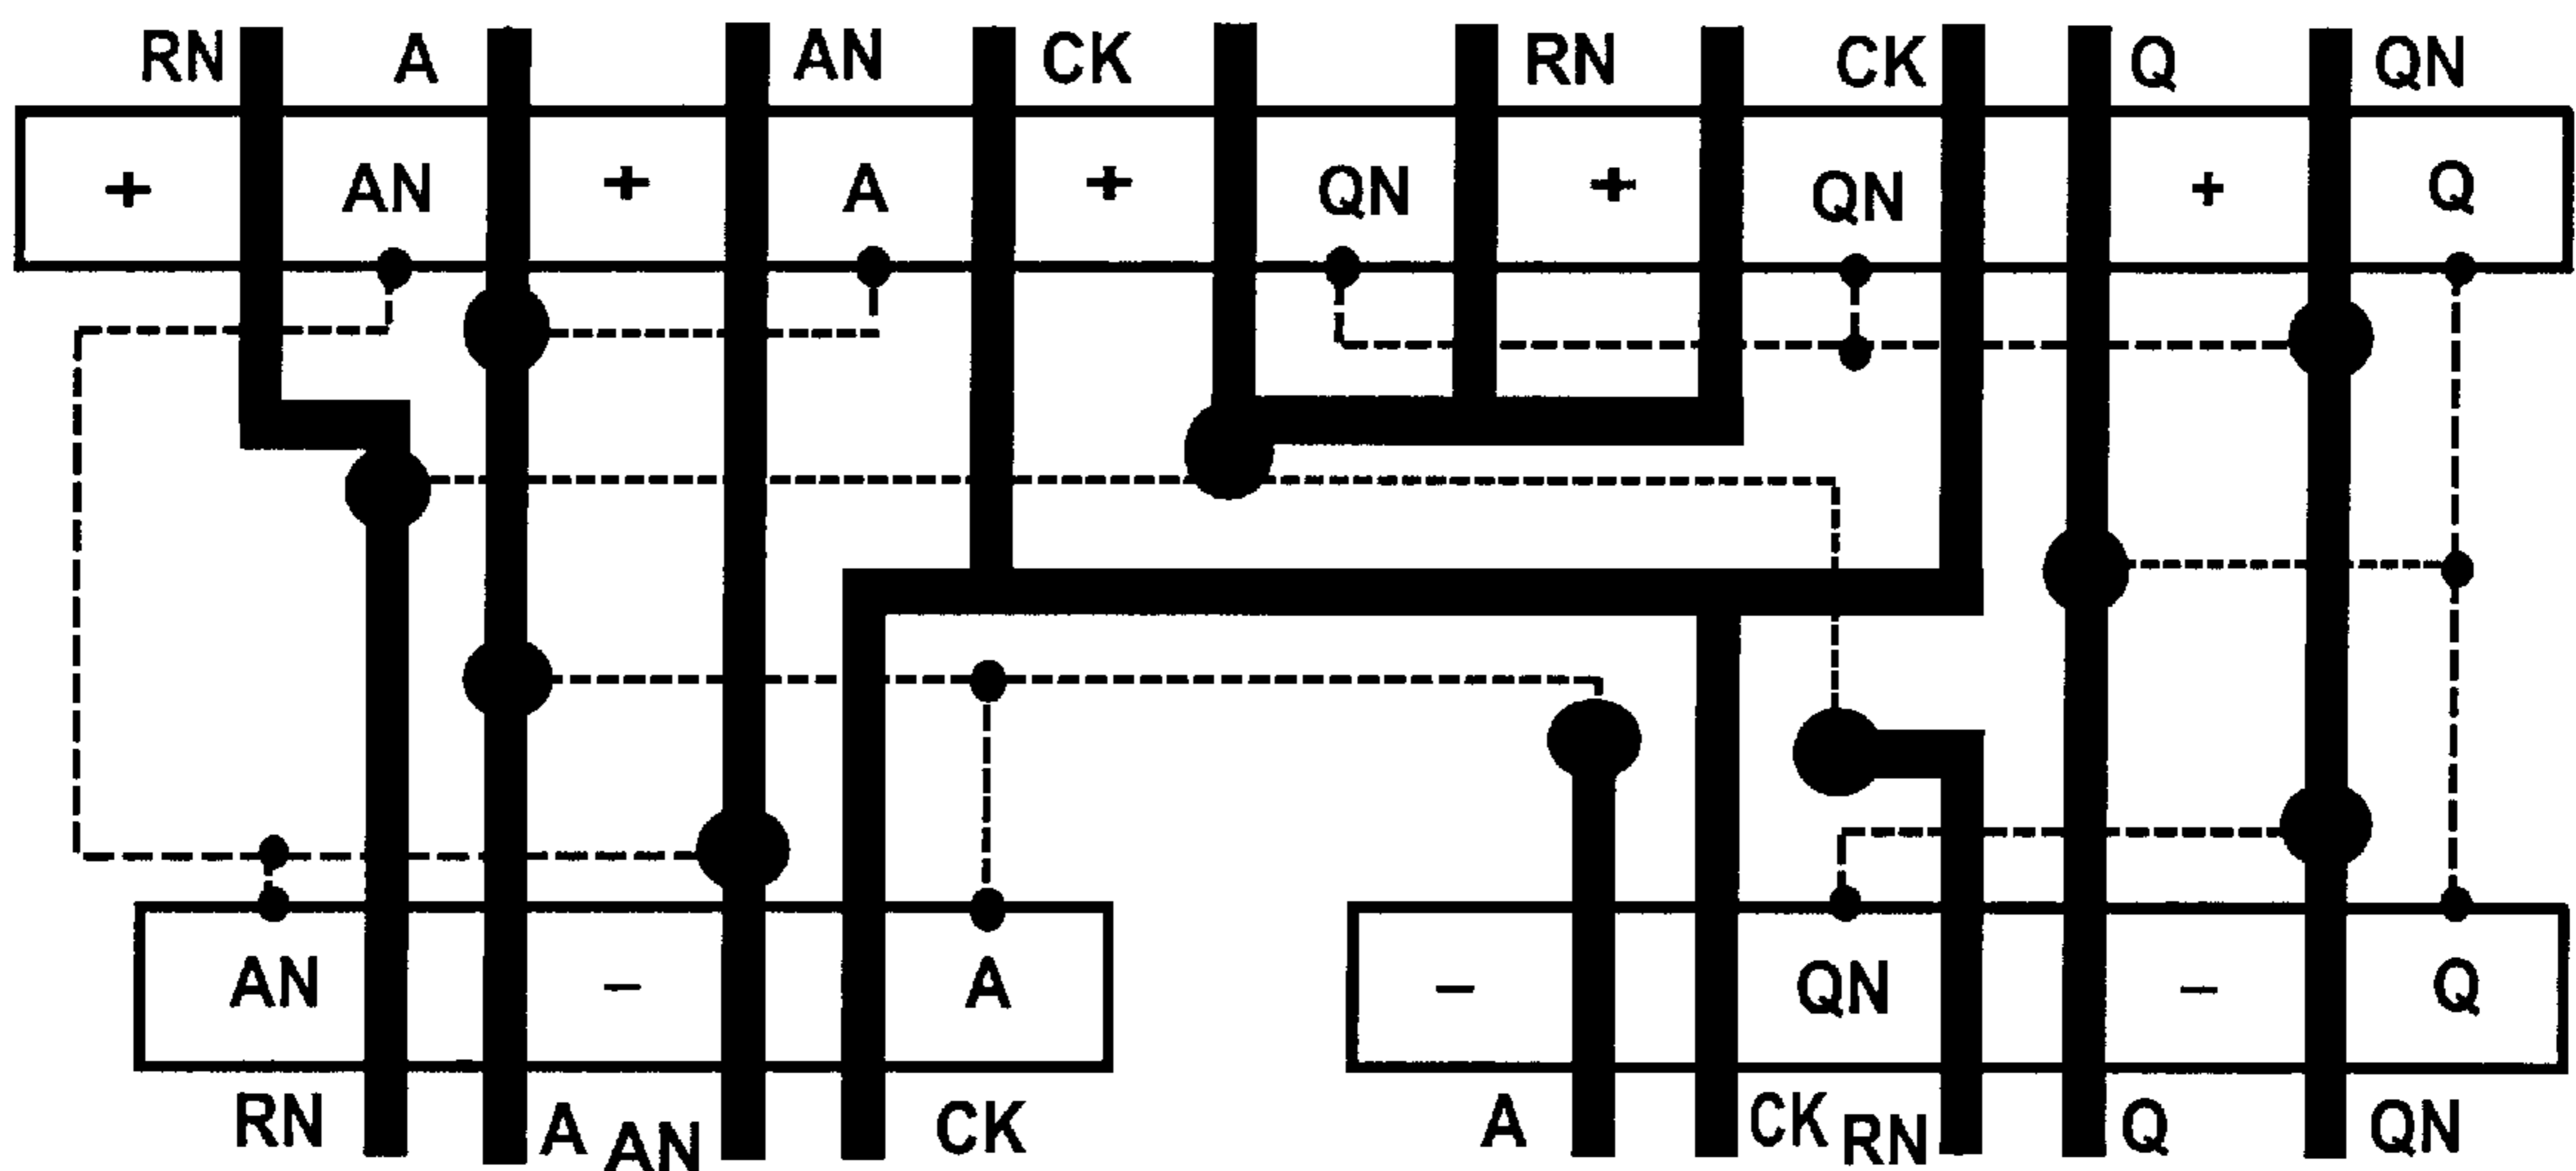 RN A AN CK RN CK Q QN
+ AN + A + QN + QN + Q
AN − A − QN − Q
RN A AN CK A CK RN Q QN